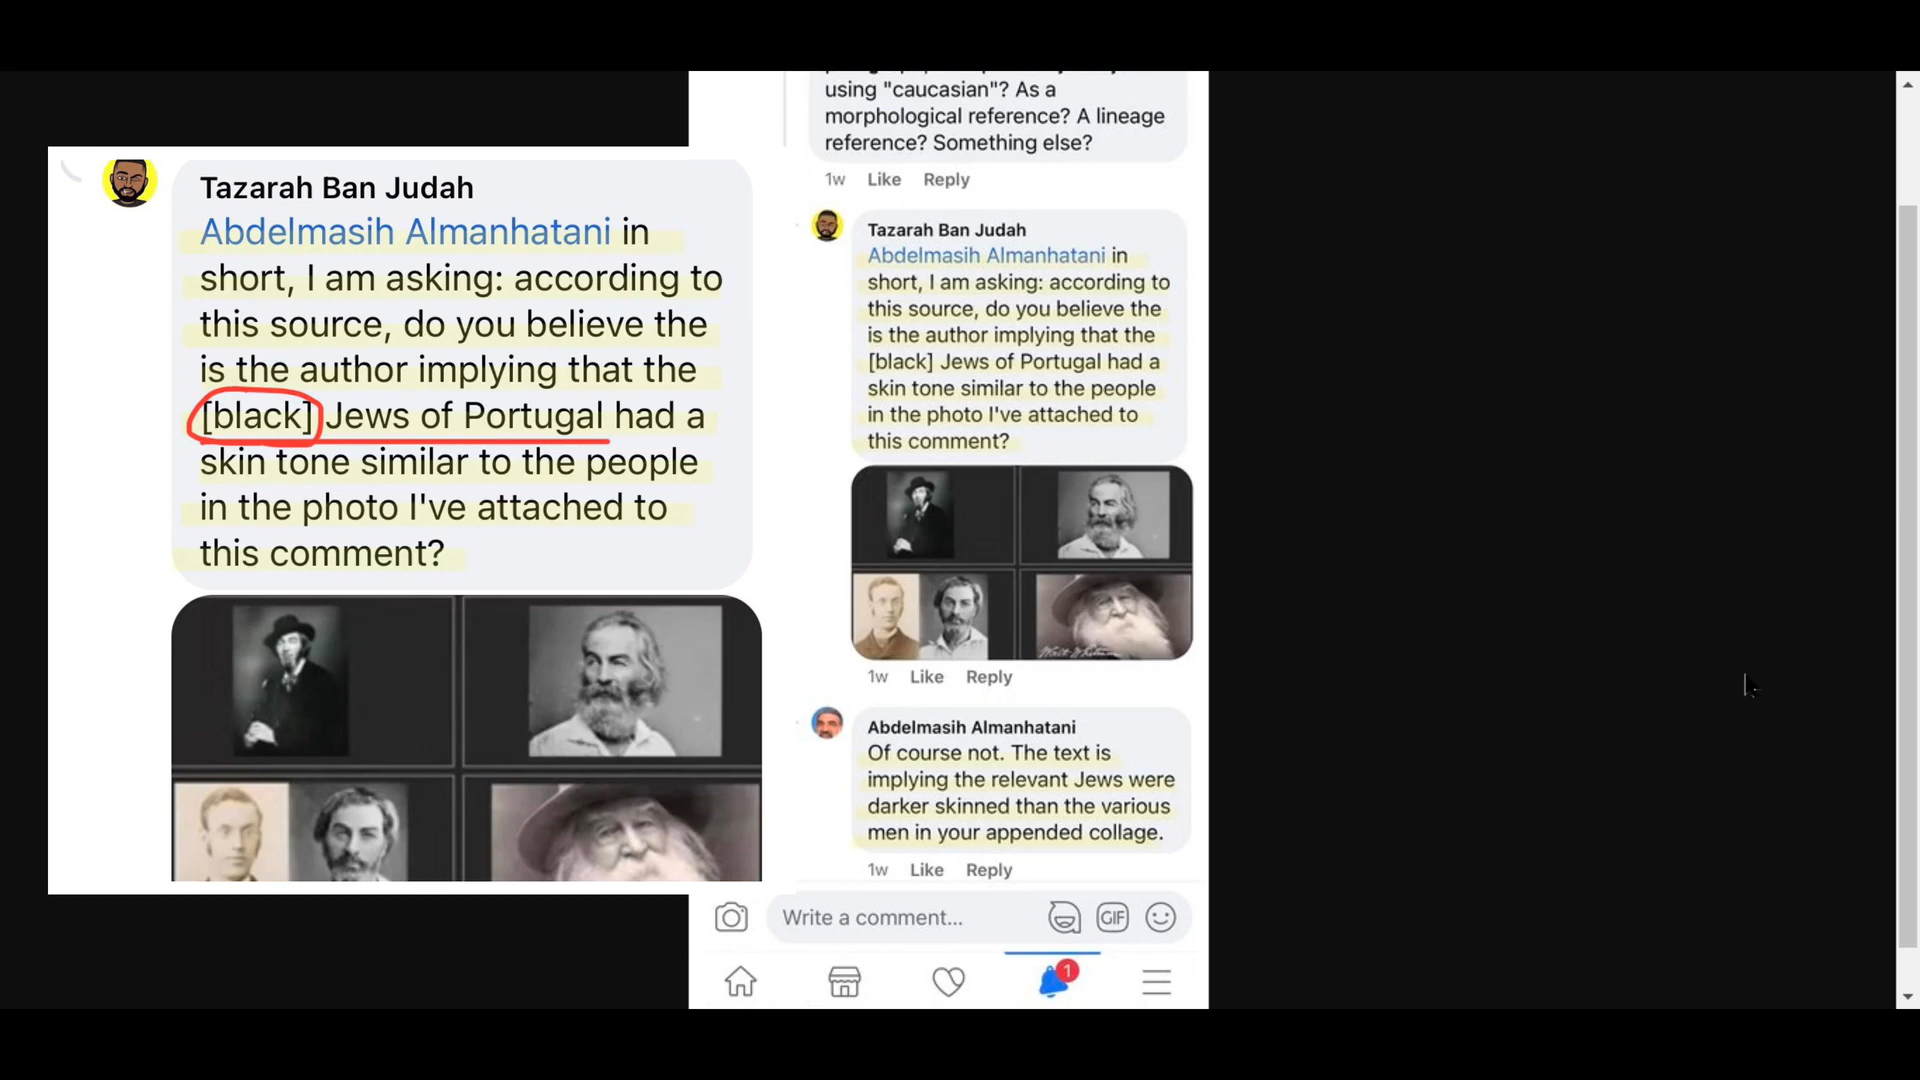 Tazarah Ban Judah
Abdelmasih Almanhatani in
short, I am asking: according to
this source, do you believe the
is the author implying that the
[black] Jews of Portugal had a
skin tone similar to the people
in the photo I've attached to
this comment?
using "caucasian"? As a
morphological reference? A lineage
reference? Something else?
1w Like Reply
Tazarah Ban Judah
Abdelmasih Almanhatani in
short, I am asking: according to
this source, do you believe the
is the author implying that the
[black] Jews of Portugal had a
skin tone similar to the people
in the photo I've attached to
this comment?
Walt Whitman
1w Like Reply
Abdelmasih Almanhatani
Of course not. The text is
implying the relevant Jews were
darker skinned than the various
men in your appended collage.
1w Like Reply
Write a comment...
GIF
1